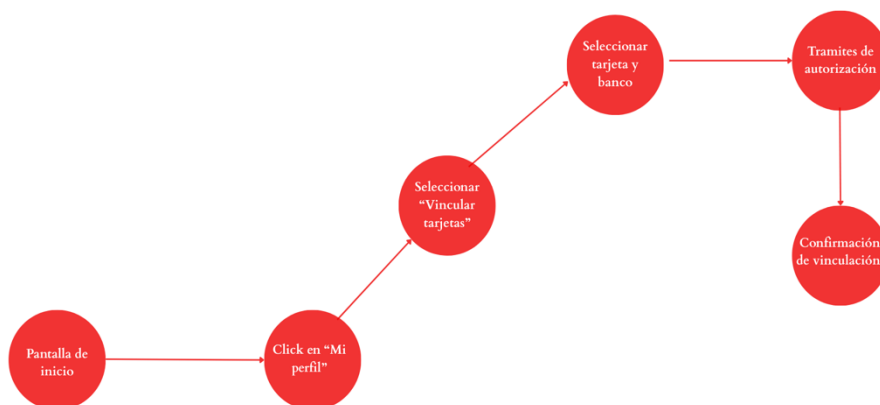 Pantalla de
inicio
Click en “Mi
perfil”
Seleccionar
“Vincular
tarjetas”
Seleccionar
tarjeta y
banco
Tramites de
autorización
Confirmación
de vinculación